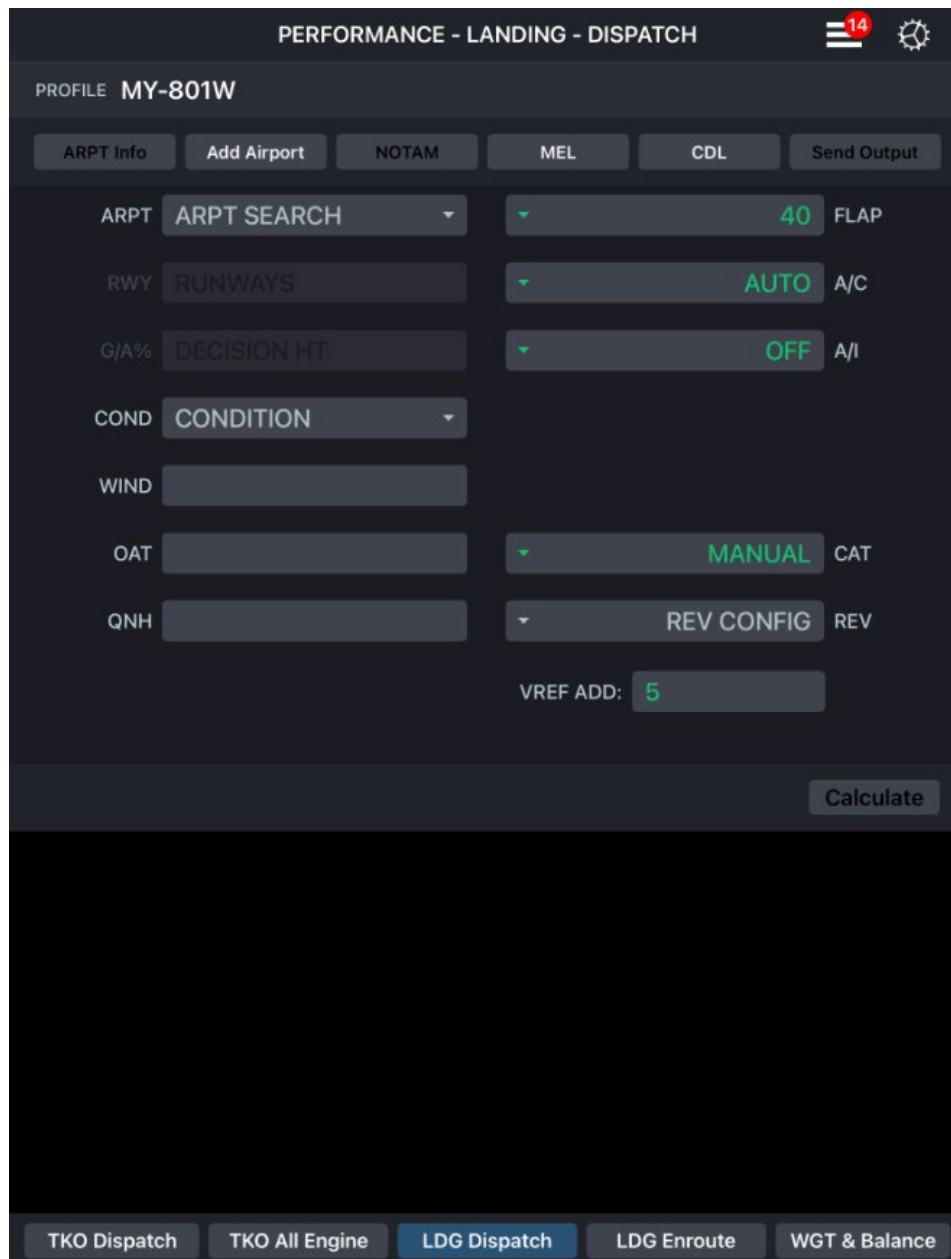 PERFORMANCE - LANDING - DISPATCH
14
PROFILE MY-801W
ARPT Info Add Airport NOTAM MEL CDL Send Output
ARPT ARPT SEARCH 40 FLAP
RWY RUNWAYS AUTO A/C
G/A% DECISION HT OFF A/I
COND CONDITION
WIND
OAT MANUAL CAT
QNH REV CONFIG REV
VREF ADD: 5
Calculate
TKO Dispatch TKO All Engine LDG Dispatch LDG Enroute WGT & Balance